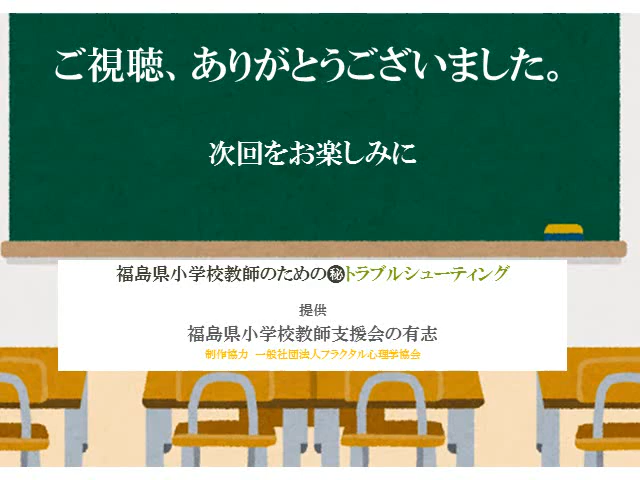 ご視聴、ありがとうございました。
次回をお楽しみに
福島県小学校教師のための㊙トラブルシューティング
提供
福島県小学校教師支援会の有志
制作協力 一般社団法人フラクタル心理学協会